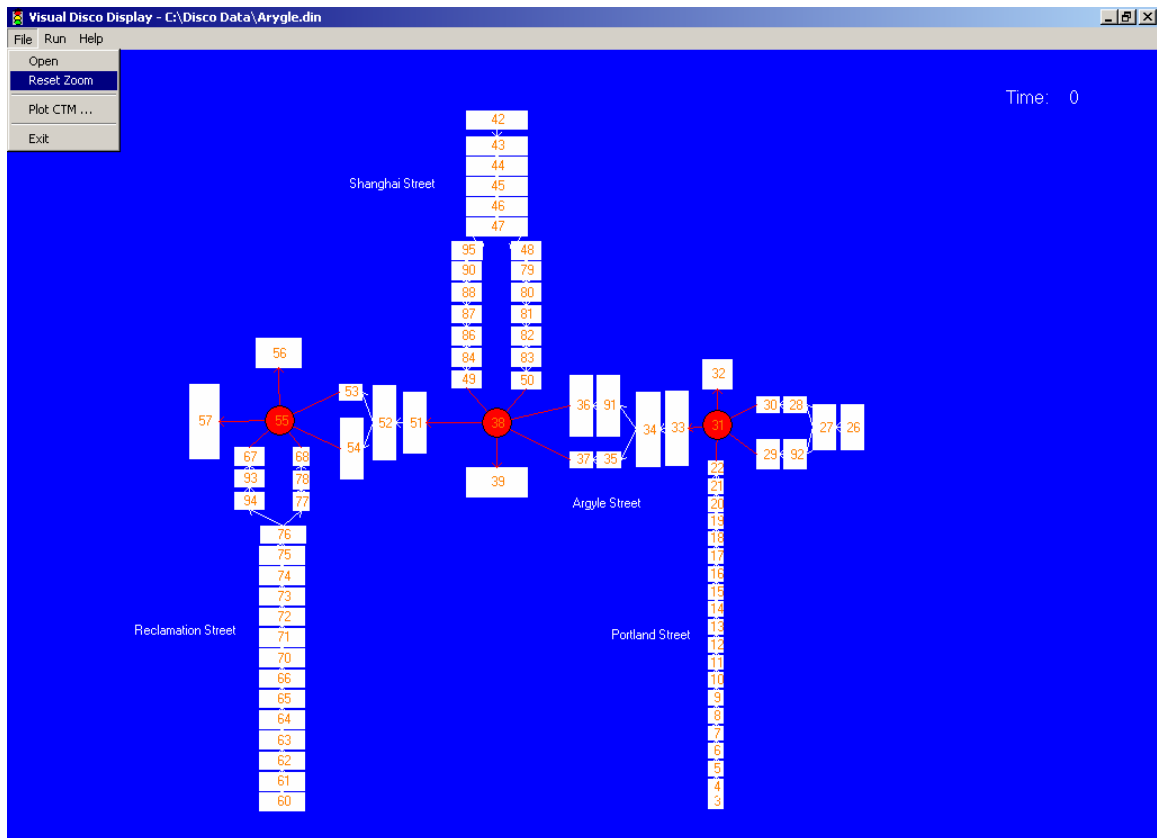 Visual Disco Display - C:\Disco Data\Arygle.din
File Run Help
Open
Reset Zoom
Plot CTM ...
Exit
Time: 0
42
43
44
Shanghai Street 45
46
47
95 48
90 79
88 80
87 81
86 82
84 83
56
32
49 50
53
57 55 52 51 38 36 91 34 33 31 30 28 27 26
54
67 68 37 35 29 92
22
93 78 39
21
94 77 Argyle Street 20
19
76 18
75 17
74 16
73 15
72 14
Reclamation Street 71 Portland Street 13
12
70 11
66 10
65 9
64 8
63 7
62 6
5
61 4
60 3